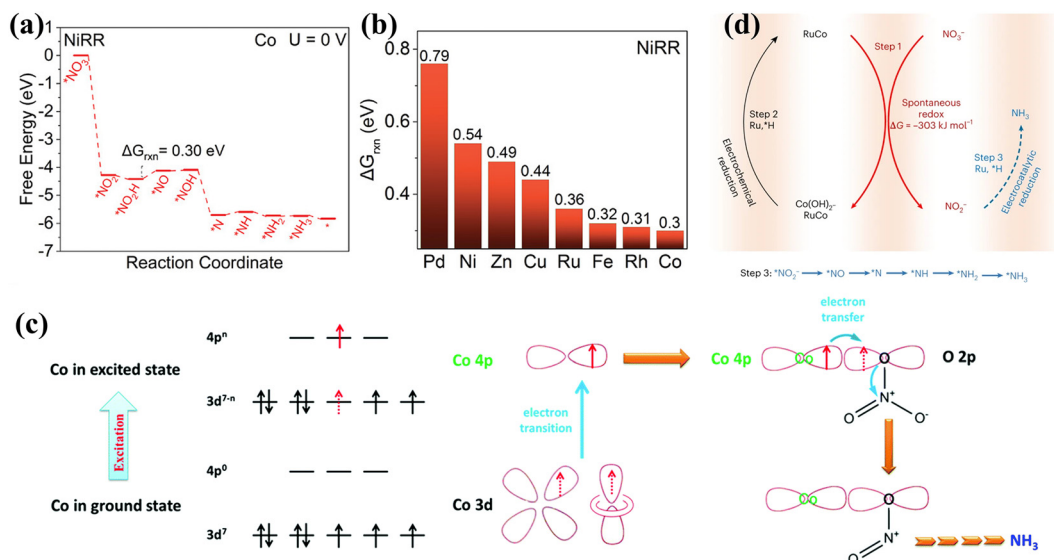 (a)
NiRR
Co U = 0 V
Free Energy (eV)
0
-1
-2
-3
-4
-5
-6
-7
*NO₃
*NO₂
*NO₂H
ΔG_rxn = 0.30 eV
*NO
*NOH
*N
*NH
*NH₂
*NH₃
*
Reaction Coordinate
(b)
NiRR
ΔG_rxn (eV)
0.8
0.6
0.4
0.79
0.54
0.49
0.44
0.36
0.32
0.31
0.3
Pd Ni Zn Cu Ru Fe Rh Co
(d)
RuCo
Step 1
NO₃⁻
Step 2
Ru,*H
Electrochemical
reduction
Spontaneous
redox
ΔG = –303 kJ mol⁻¹
NH₃
Step 3
Ru, *H
Electrocatalytic
reduction
Co(OH)₂-
RuCo
NO₂⁻
Step 3: *NO₂⁻ *NO *N *NH *NH₂ *NH₃
(c)
4pⁿ
Co in excited state
3d⁷⁻ⁿ
Excitation
4p⁰
Co in ground state
3d⁷
Co 4p
electron
transition
Co 3d
electron
transfer
Co 4p
Co
O
O 2p
N⁺
O
O⁻
Co
O
N⁺
O
NH₃